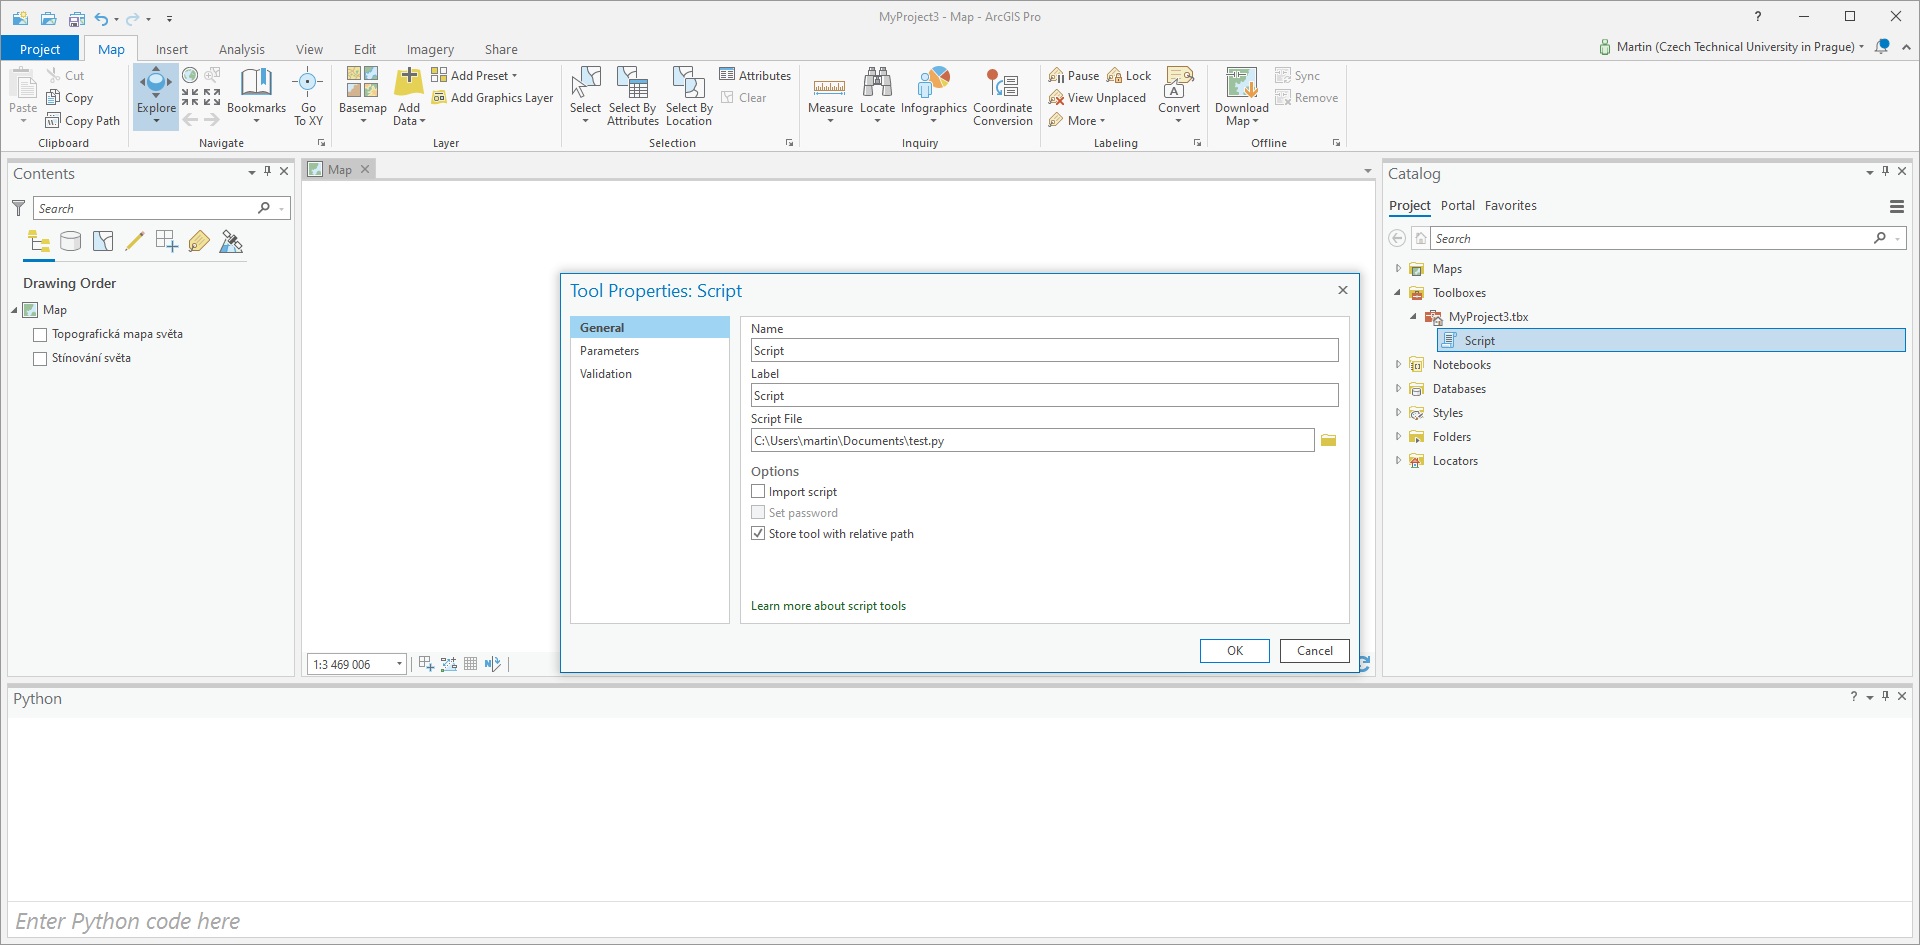 MyProject3 - Map - ArcGIS Pro
?
Project
Map
Insert
Analysis
View
Edit
Imagery
Share
Martin (Czech Technical University in Prague)
Paste
Cut
Copy
Copy Path
Clipboard
Explore
Bookmarks
Go
To XY
Navigate
Basemap
Add
Data
Add Preset
Add Graphics Layer
Layer
Select
Select By
Attributes
Select By
Location
Attributes
Clear
Selection
Measure
Locate
Infographics
Coordinate
Conversion
Inquiry
Pause
Lock
View Unplaced
More
Convert
Labeling
Download
Map
Sync
Remove
Offline
Contents
Search
Drawing Order
Map
Topografická mapa světa
Stínování světa
Map
1:3 469 006
Tool Properties: Script
General
Parameters
Validation
Name
Script
Label
Script
Script File
C:\Users\martin\Documents\test.py
Options
Import script
Set password
Store tool with relative path
Learn more about script tools
OK
Cancel
Catalog
Project
Portal
Favorites
Search
Maps
Toolboxes
MyProject3.tbx
Script
Notebooks
Databases
Styles
Folders
Locators
Python
?
Enter Python code here